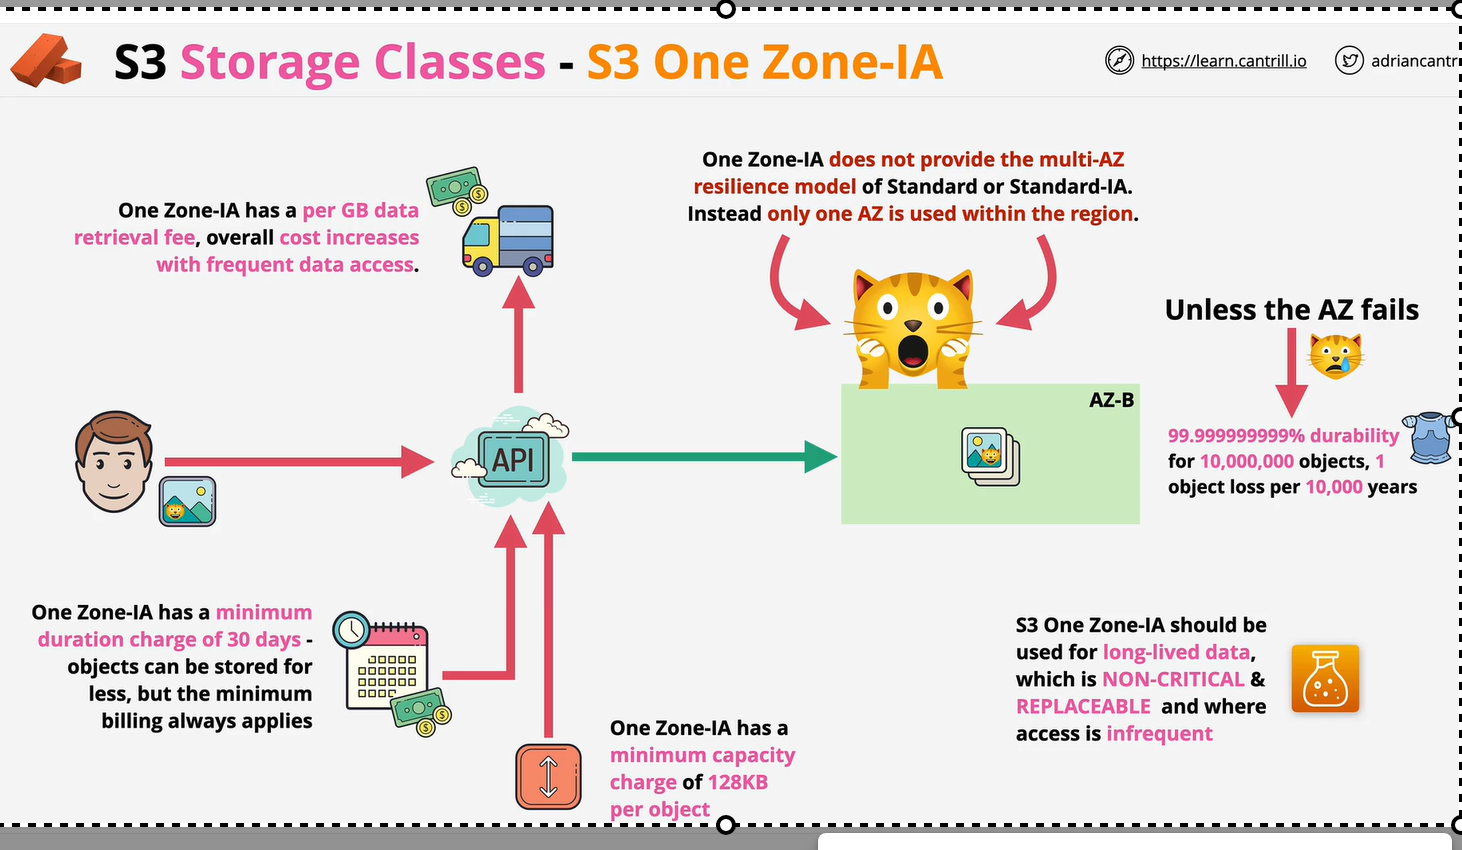 S3 Storage Classes - S3 One Zone-IA
https://learn.cantrill.io
adriancantr
One Zone-IA has a per GB data
retrieval fee, overall cost increases
with frequent data access.
One Zone-IA does not provide the multi-AZ
resilience model of Standard or Standard-IA.
Instead only one AZ is used within the region.
Unless the AZ fails
AZ-B
99.999999999% durability
for 10,000,000 objects, 1
object loss per 10,000 years
API
One Zone-IA has a minimum
duration charge of 30 days -
objects can be stored for
less, but the minimum
billing always applies
One Zone-IA has a
minimum capacity
charge of 128KB
per object
S3 One Zone-IA should be
used for long-lived data,
which is NON-CRITICAL &
REPLACEABLE and where
access is infrequent